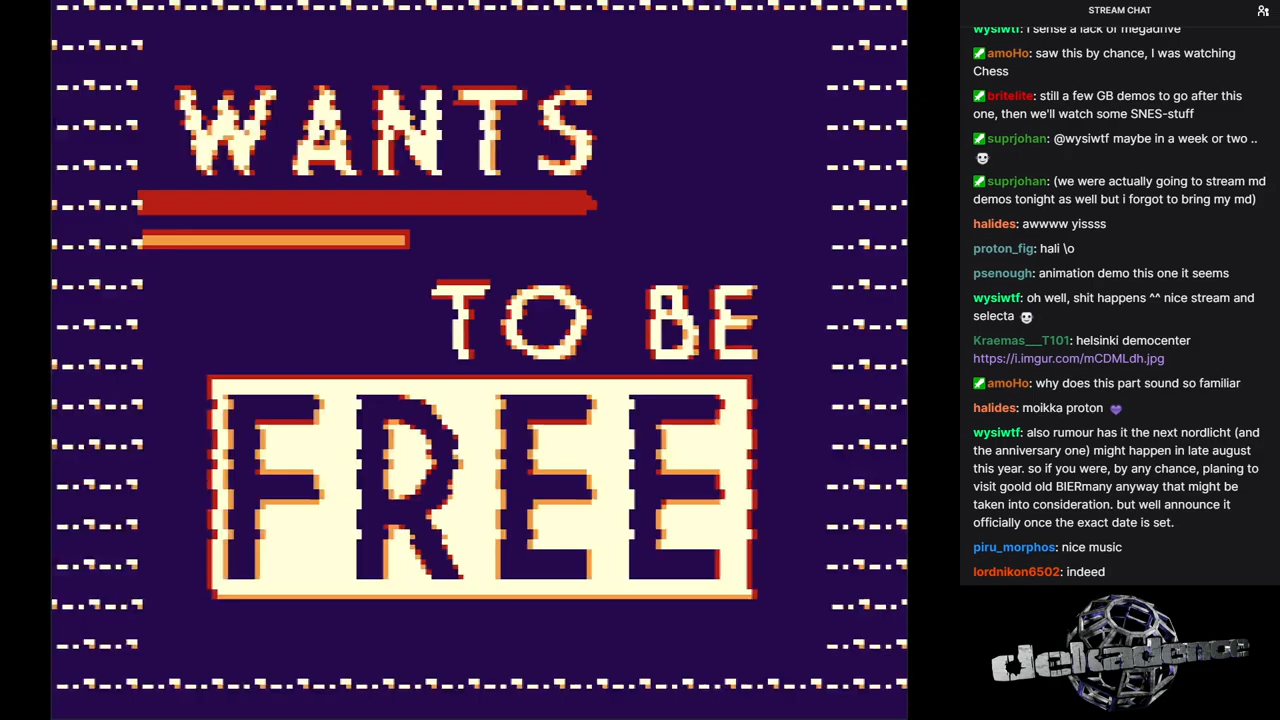 WANTS
TO BE
FREE
STREAM CHAT
wysiwtf: I sense a lack of megadrive
amoHo: saw this by chance, I was watching
Chess
britelite: still a few GB demos to go after this
one, then we'll watch some SNES-stuff
suprjohan: @wysiwtf maybe in a week or two ..
suprjohan: (we were actually going to stream md
demos tonight as well but i forgot to bring my md)
halides: awwww yissss
proton_fig: hali \o
psenough: animation demo this one it seems
wysiwtf: oh well, shit happens ^^ nice stream and
selecta
Kraemas___T101: helsinki democenter
https://i.imgur.com/mCDMLdh.jpg
amoHo: why does this part sound so familiar
halides: moikka proton
wysiwtf: also rumour has it the next nordlicht (and
the anniversary one) might happen in late august
this year. so if you were, by any chance, planing to
visit goold old BIERmany anyway that might be
taken into consideration. but well announce it
officially once the exact date is set.
piru_morphos: nice music
lordnikon6502: indeed
dekadence